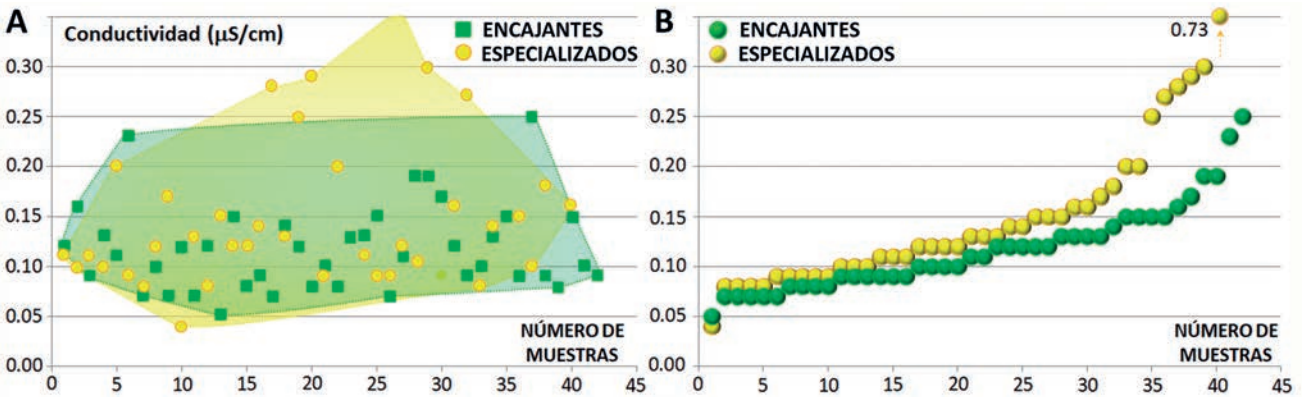 A
Conductividad (µS/cm)
ENCAJANTES
ESPECIALIZADOS
0.30
0.25
0.20
0.15
0.10
0.05
0.00
NÚMERO DE
MUESTRAS
5 10 15 20 25 30 35 40 45
B
ENCAJANTES
ESPECIALIZADOS
0.73
0.30
0.25
0.20
0.15
0.10
0.05
0.00
NÚMERO DE
MUESTRAS
0 5 10 15 20 25 30 35 40 45